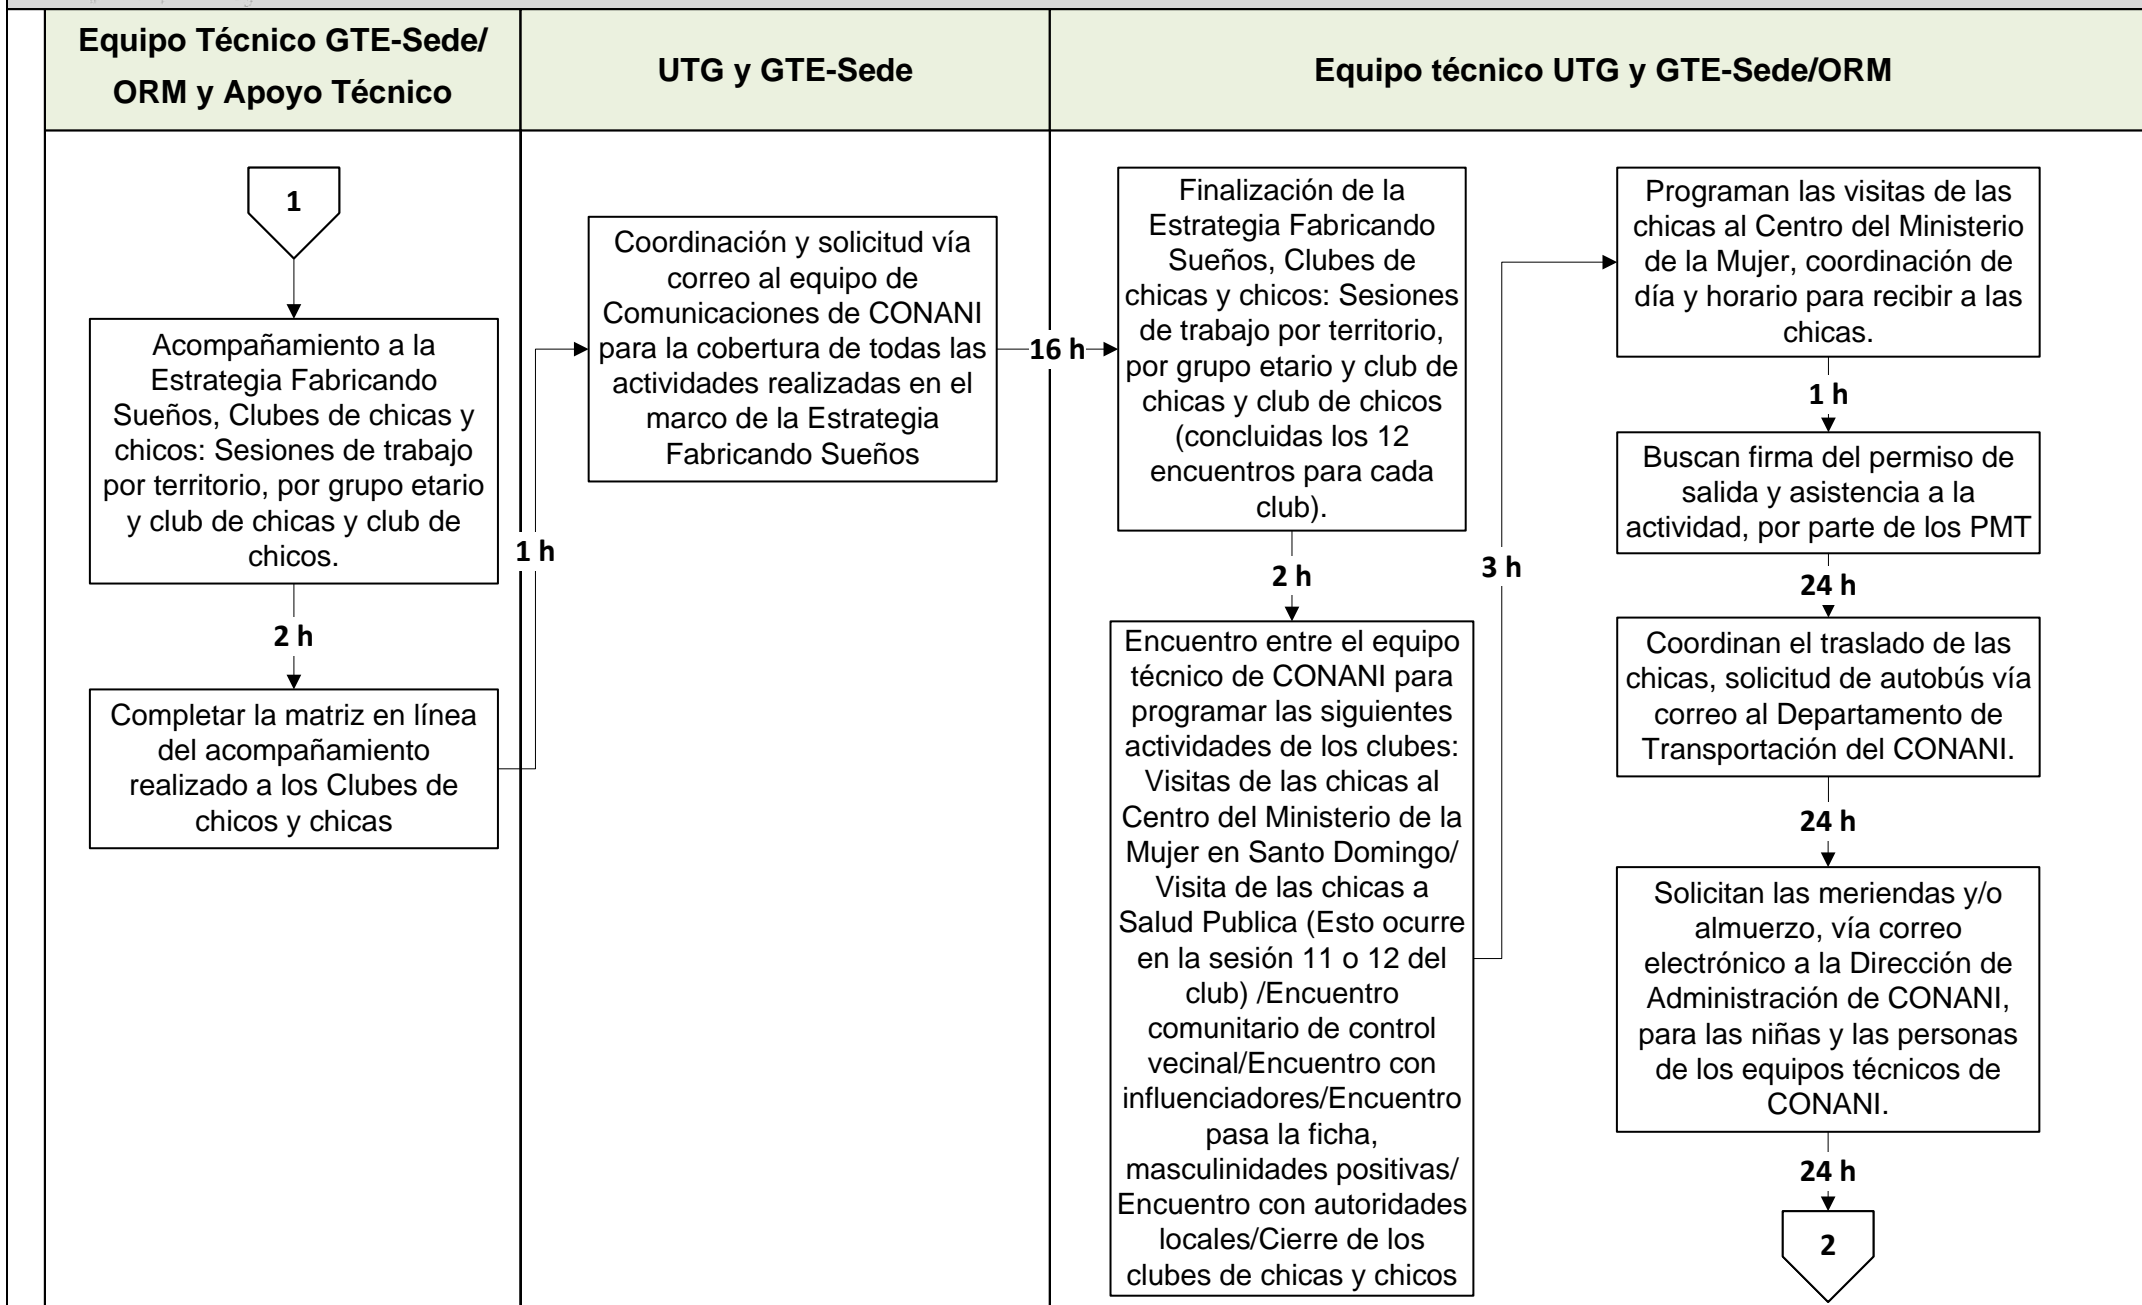 Equipo Técnico GTE-Sede/
ORM y Apoyo Técnico
UTG y GTE-Sede
Equipo técnico UTG y GTE-Sede/ORM
1
Acompañamiento a la
Estrategia Fabricando
Sueños, Clubes de chicas y
chicos: Sesiones de trabajo
por territorio, por grupo etario
y club de chicas y club de
chicos.
2 h
Completar la matriz en línea
del acompañamiento
realizado a los Clubes de
chicos y chicas
1 h
Coordinación y solicitud vía
correo al equipo de
Comunicaciones de CONANI
para la cobertura de todas las
actividades realizadas en el
marco de la Estrategia
Fabricando Sueños
16 h
Finalización de la
Estrategia Fabricando
Sueños, Clubes de
chicas y chicos: Sesiones
de trabajo por territorio,
por grupo etario y club de
chicas y club de chicos
(concluidas los 12
encuentros para cada
club).
2 h
Encuentro entre el equipo
técnico de CONANI para
programar las siguientes
actividades de los clubes:
Visitas de las chicas al
Centro del Ministerio de la
Mujer en Santo Domingo/
Visita de las chicas a
Salud Publica (Esto ocurre
en la sesión 11 o 12 del
club) /Encuentro
comunitario de control
vecinal/Encuentro con
influenciadores/Encuentro
pasa la ficha,
masculinidades positivas/
Encuentro con autoridades
locales/Cierre de los
clubes de chicas y chicos
3 h
Programan las visitas de las
chicas al Centro del Ministerio
de la Mujer, coordinación de
día y horario para recibir a las
chicas.
1 h
Buscan firma del permiso de
salida y asistencia a la
actividad, por parte de los PMT
24 h
Coordinan el traslado de las
chicas, solicitud de autobús vía
correo al Departamento de
Transportación del CONANI.
24 h
Solicitan las meriendas y/o
almuerzo, vía correo
electrónico a la Dirección de
Administración de CONANI,
para las niñas y las personas
de los equipos técnicos de
CONANI.
24 h
2